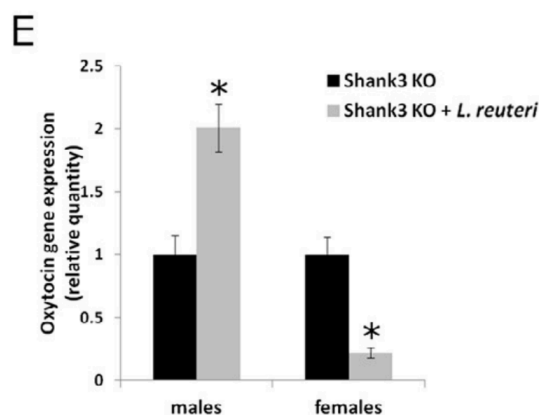 E
Oxytocin gene expression
(relative quantity)
2.5
2
1.5
1
0.5
0
*
*
Shank3 KO
Shank3 KO + L. reuteri
males
females